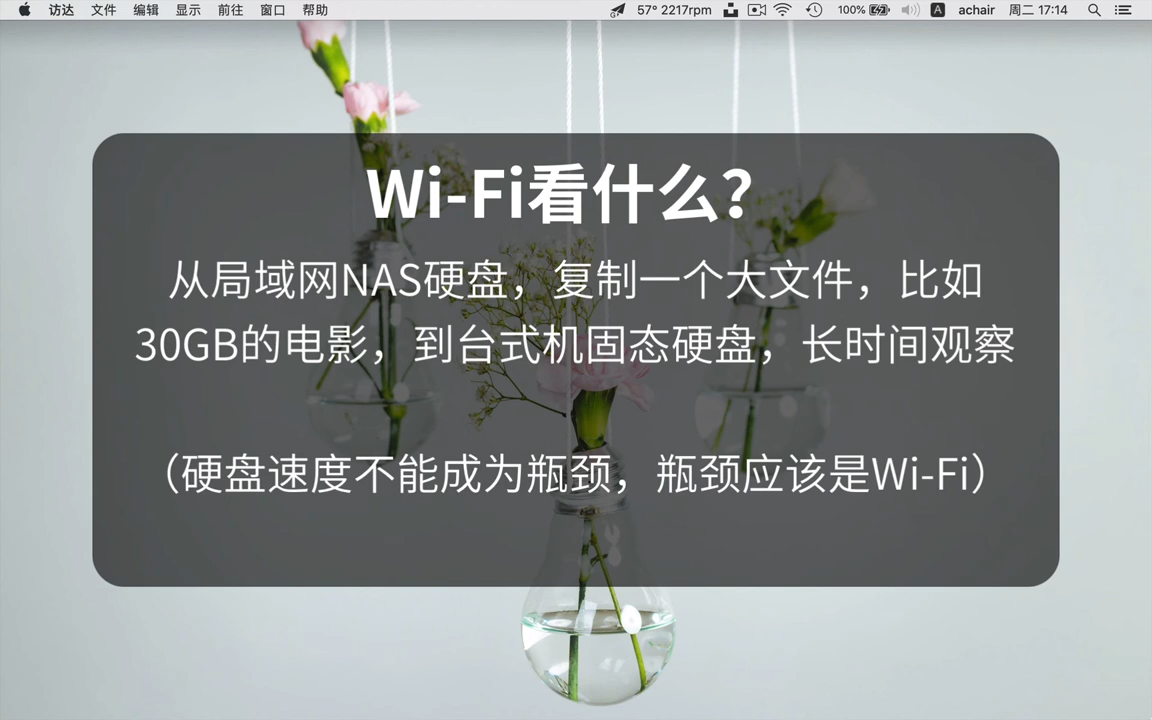 访达 文件 编辑 显示 前往 窗口 帮助 57° 2217rpm 100% A achair 周二 17:14
Wi-Fi看什么？
从局域网NAS硬盘，复制一个大文件，比如
30GB的电影，到台式机固态硬盘，长时间观察
（硬盘速度不能成为瓶颈，瓶颈应该是Wi-Fi）